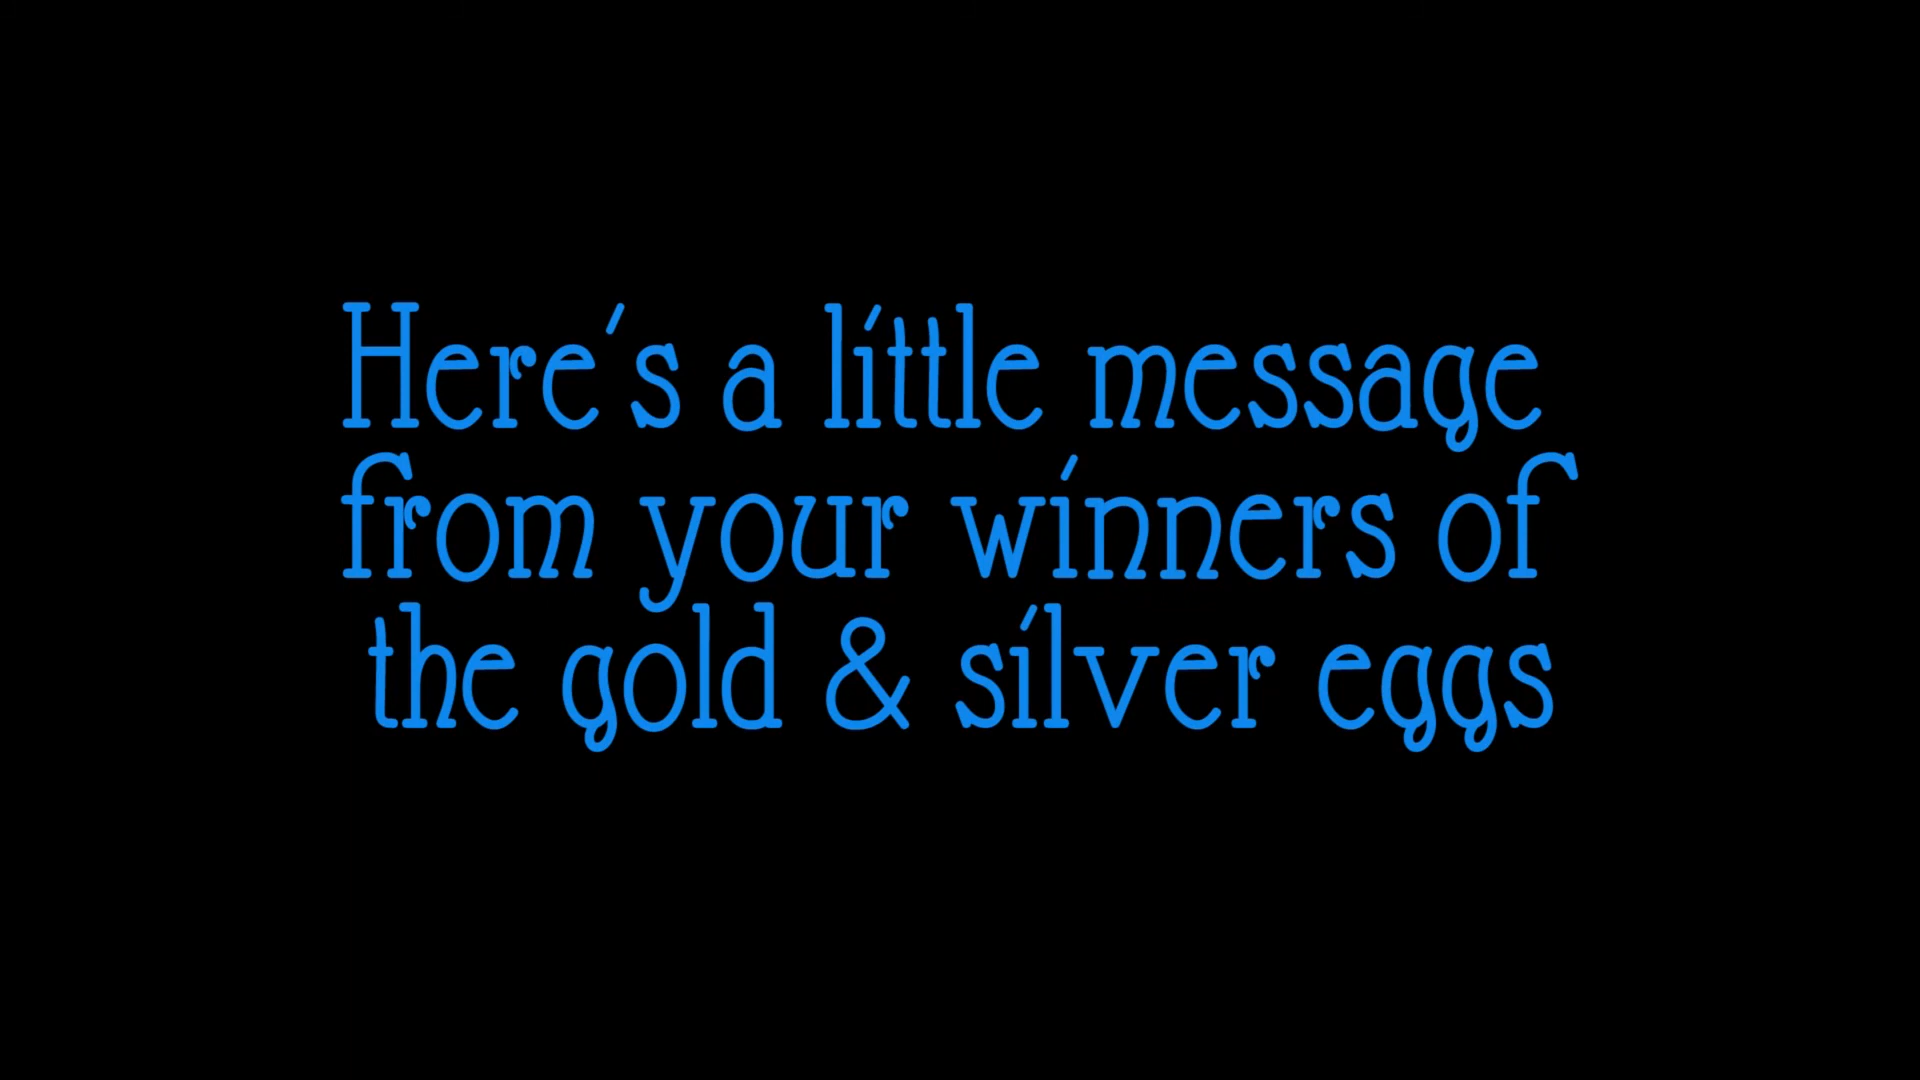 Here's a little message
from your winners of
the gold & silver eggs